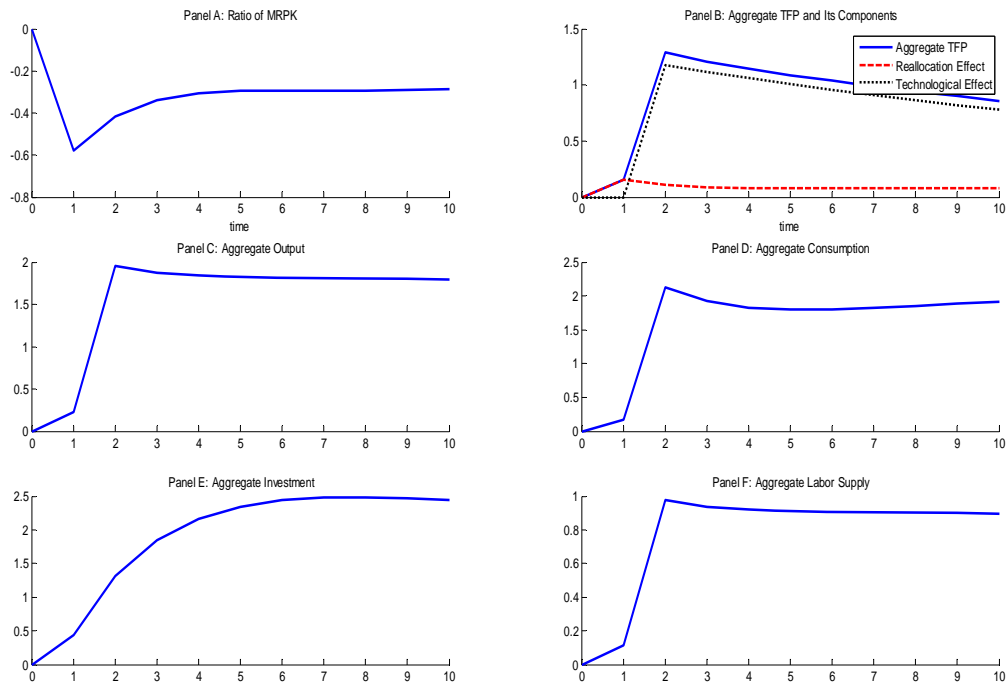 Panel A: Ratio of MRPK
0
-0.2
-0.4
-0.6
-0.8
0 1 2 3 4 5 6 7 8 9 10
time
Panel B: Aggregate TFP and Its Components
1.5
1
0.5
0
Aggregate TFP
Reallocation Effect
Technological Effect
0 1 2 3 4 5 6 7 8 9 10
time
Panel C: Aggregate Output
2
1.5
1
0.5
0
0 1 2 3 4 5 6 7 8 9 10
Panel D: Aggregate Consumption
2.5
2
1.5
1
0.5
0
0 1 2 3 4 5 6 7 8 9 10
Panel E: Aggregate Investment
2.5
2
1.5
1
0.5
0
0 1 2 3 4 5 6 7 8 9 10
Panel F: Aggregate Labor Supply
1
0.8
0.6
0.4
0.2
0
0 1 2 3 4 5 6 7 8 9 10